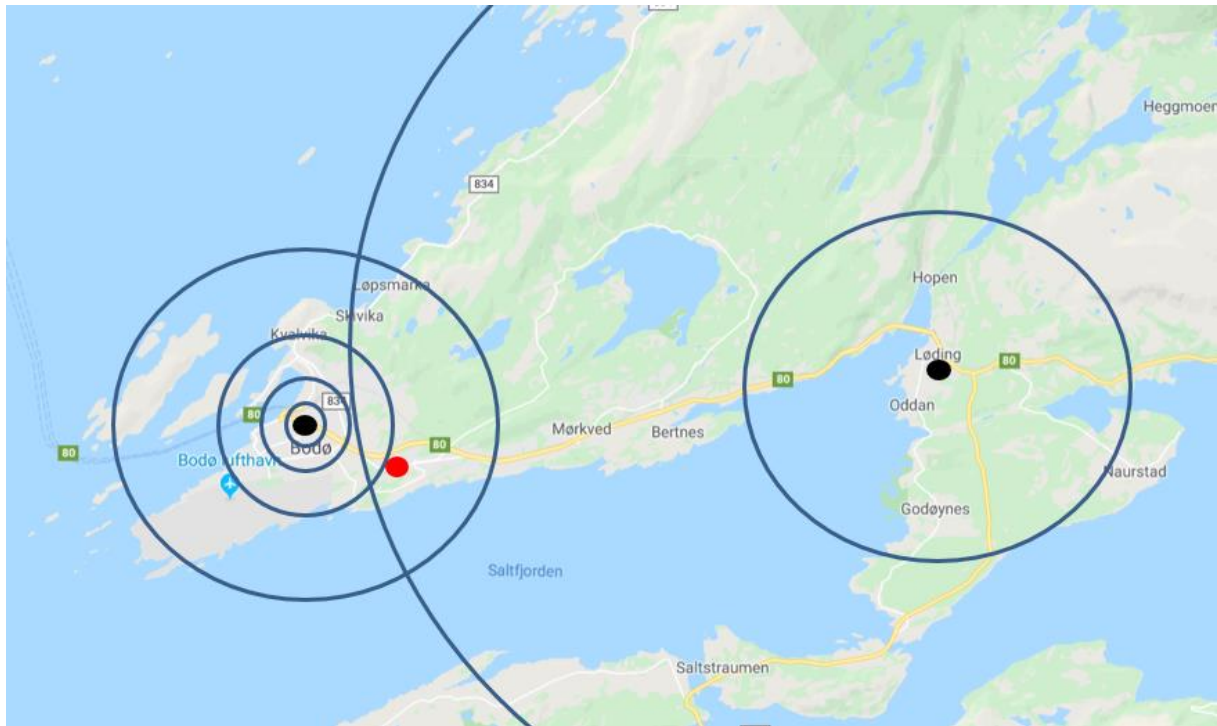 Heggmoen
834
Hopen
Løpsmarka
Skivika
Kvalvika
Løding
80
80
Oddan
834
80
Mørkved
Bertnes
80
Bodø
80
Bodø lufthavn
Naurstad
Godøynes
Saltfjorden
Saltstraumen